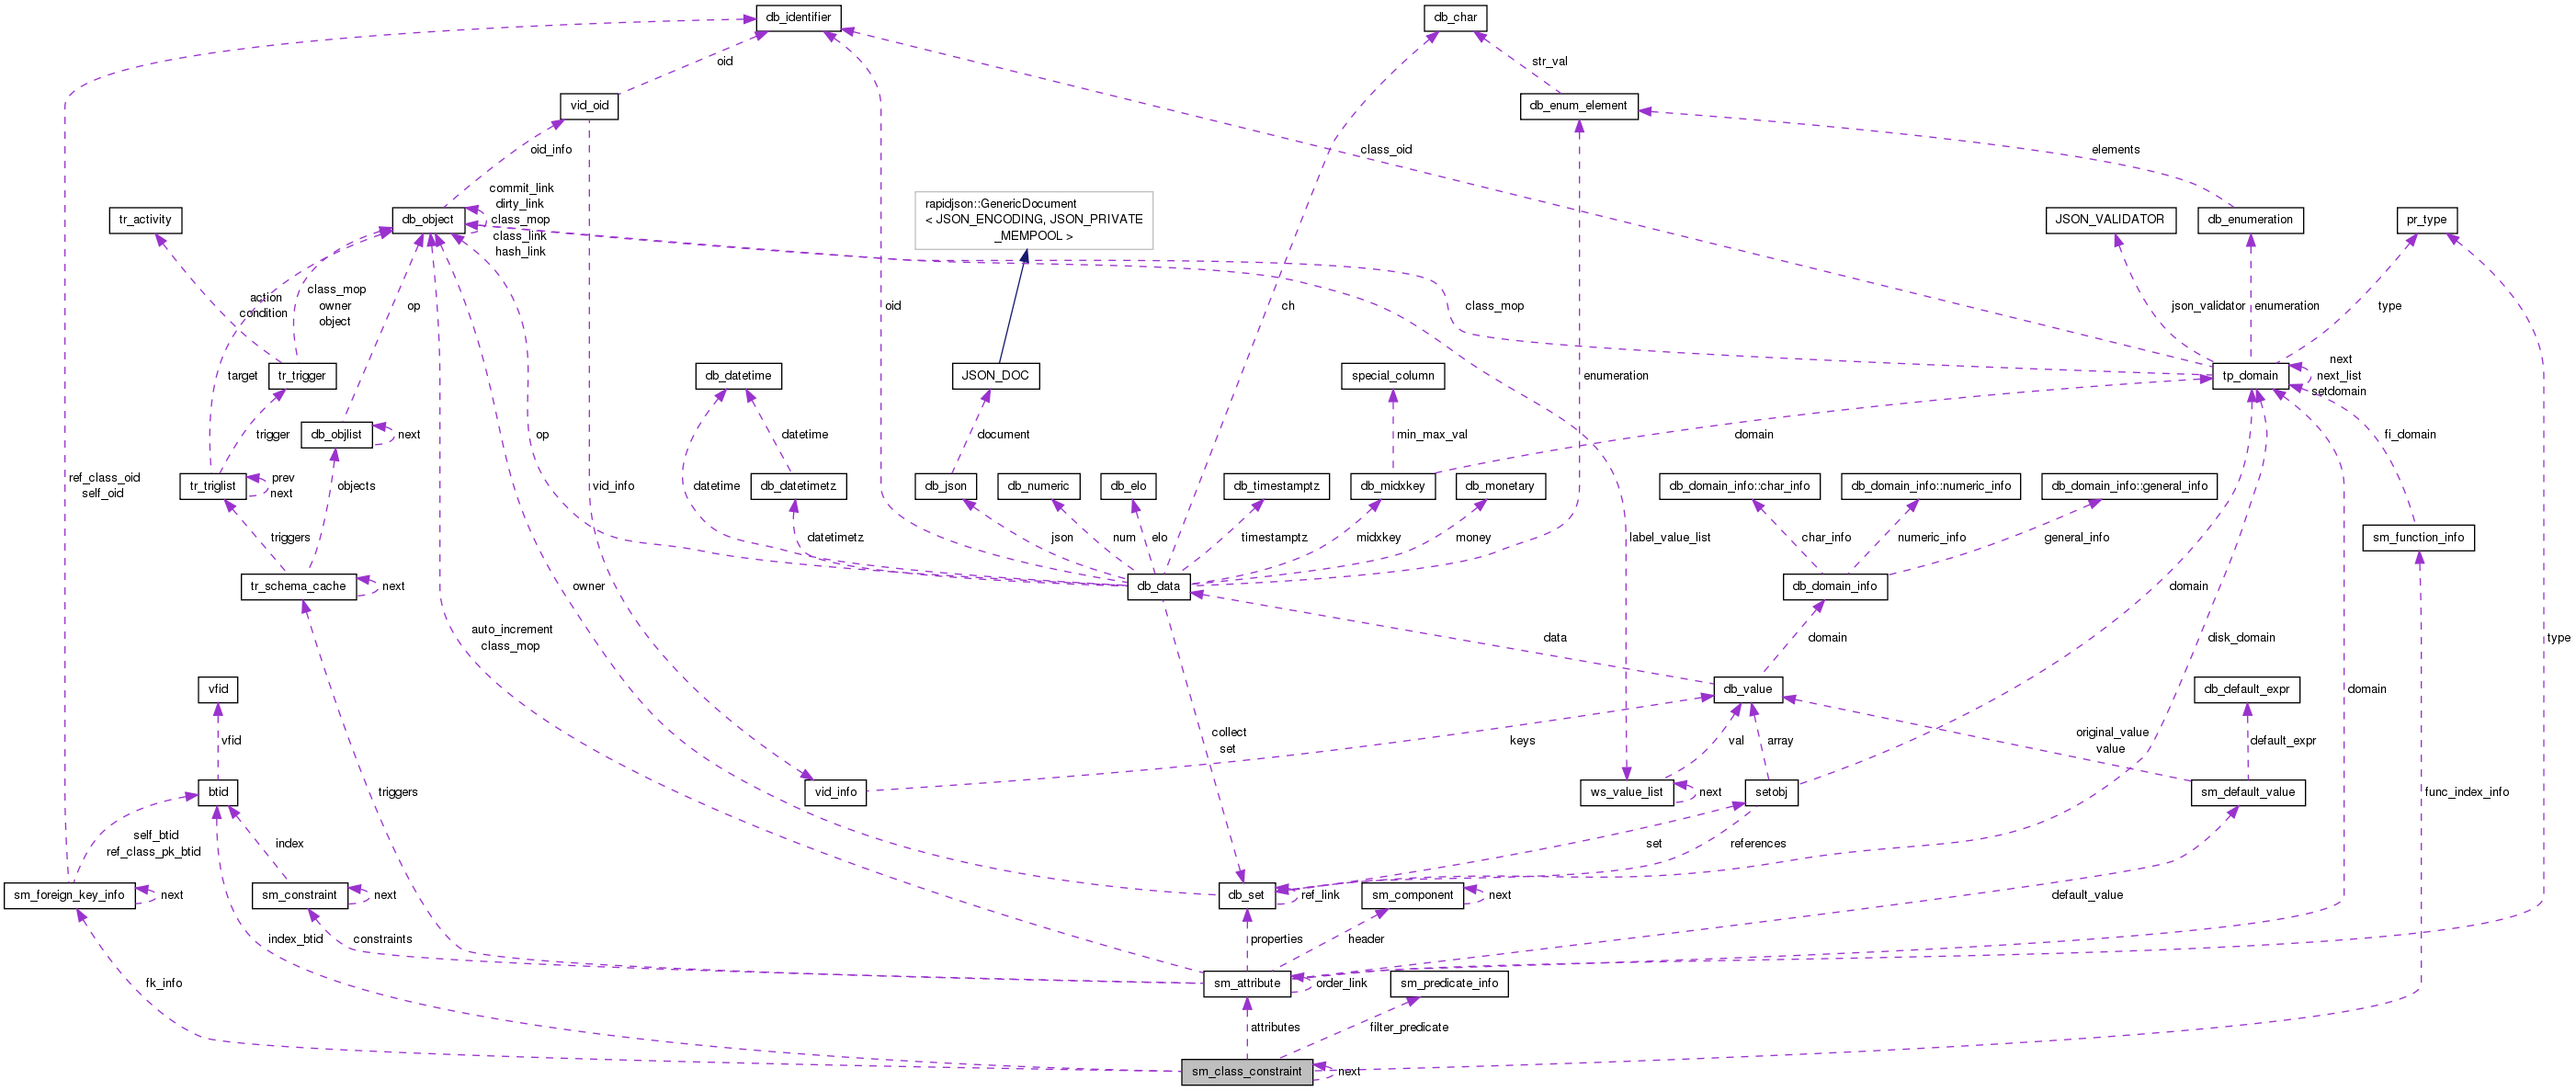 db_identifier
db_char
oid
str_val
vid_oid
db_enum_element
oid_info
class_oid
elements
commit_link
dirty_link
class_mop
class_link
hash_link
rapidjson::GenericDocument
< JSON_ENCODING, JSON_PRIVATE
_MEMPOOL >
tr_activity
db_object
JSON_VALIDATOR
db_enumeration
pr_type
action
condition
class_mop
owner
object
op
oid
ch
class_mop
json_validator
enumeration
type
target
tr_trigger
db_datetime
JSON_DOC
special_column
enumeration
tp_domain
next
next_list
setdomain
trigger
db_objlist
next
op
datetime
document
min_max_val
domain
fi_domain
ref_class_oid
self_oid
tr_triglist
prev
next
objects
vid_info
datetime
db_datetimetz
db_json
db_numeric
db_elo
db_timestamptz
db_midxkey
db_monetary
db_domain_info::char_info
db_domain_info::numeric_info
db_domain_info::general_info
triggers
datetimetz
json
num
elo
timestamptz
midxkey
money
label_value_list
char_info
numeric_info
general_info
sm_function_info
tr_schema_cache
next
owner
db_data
db_domain_info
domain
auto_increment
class_mop
data
domain
disk_domain
type
vfid
db_value
db_default_expr
domain
vfid
collect
set
keys
val
array
original_value
value
default_expr
btid
triggers
vid_info
ws_value_list
next
setobj
sm_default_value
func_index_info
self_btid
ref_class_pk_btid
index
set
references
sm_foreign_key_info
next
sm_constraint
next
db_set
ref_link
sm_component
next
default_value
index_btid
constraints
properties
header
fk_info
sm_attribute
order_link
sm_predicate_info
attributes
filter_predicate
sm_class_constraint
next